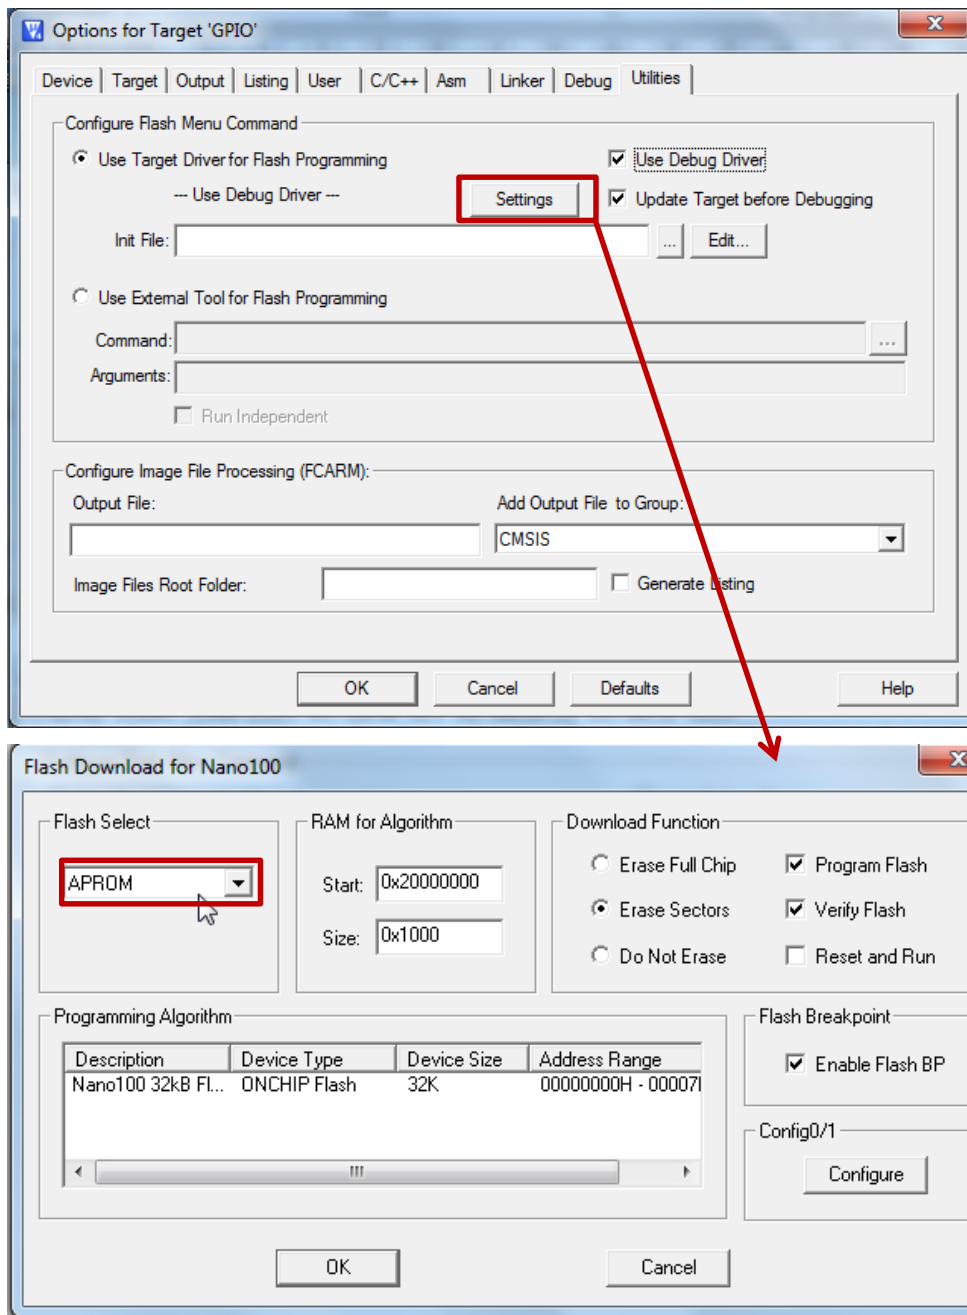 Options for Target 'GPIO'
Device Target Output Listing User C/C++ Asm Linker Debug Utilities
Configure Flash Menu Command
Use Target Driver for Flash Programming Use Debug Driver
--- Use Debug Driver --- Settings Update Target before Debugging
Init File: ... Edit...
Use External Tool for Flash Programming
Command: ...
Arguments:
Run Independent
Configure Image File Processing (FCARM):
Output File: Add Output File to Group:
CMSIS
Image Files Root Folder: Generate Listing
OK Cancel Defaults Help
Flash Download for Nano100
Flash Select RAM for Algorithm Download Function
APROM Start: 0x20000000 Erase Full Chip Program Flash
Erase Sectors Verify Flash
Size: 0x1000 Do Not Erase Reset and Run
Programming Algorithm Flash Breakpoint
Description Device Type Device Size Address Range Enable Flash BP
Nano100 32kB Fl... ONCHIP Flash 32K 00000000H - 00007
Config0/1
Configure
OK Cancel